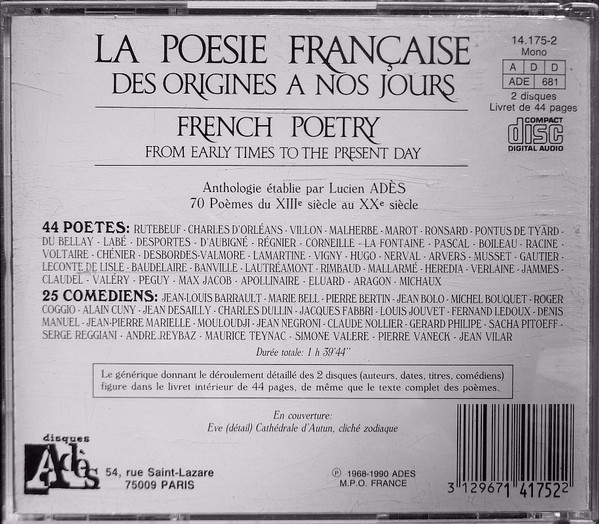 LA POESIE FRANÇAISE
DES ORIGINES A NOS JOURS
FRENCH POETRY
FROM EARLY TIMES TO THE PRESENT DAY
14.175-2
Mono
A D D
ADE 681
2 disques
Livret de 44 pages
COMPACT
disc
DIGITAL AUDIO
Anthologie établie par Lucien ADÈS
70 Poèmes du XIIIe siècle au XXe siècle
44 POETES: RUTEBEUF - CHARLES D'ORLÉANS - VILLON - MALHERBE - MAROT - RONSARD - PONTUS DE TYARD -
DU BELLAY - LABÉ - DESPORTES - D'AUBIGNÉ - RÉGNIER - CORNEILLE - LA FONTAINE - PASCAL - BOILEAU - RACINE -
VOLTAIRE - CHÉNIER - DESBORDES-VALMORE - LAMARTINE - VIGNY - HUGO - NERVAL - ARVERS - MUSSET - GAUTIER -
LECONTE DE LISLE - BAUDELAIRE - BANVILLE - LAUTRÉAMONT - RIMBAUD - MALLARMÉ - HEREDIA - VERLAINE - JAMMES -
CLAUDEL - VALÉRY - PEGUY - MAX JACOB - APOLLINAIRE - ELUARD - ARAGON - MICHAUX
25 COMEDIENS: JEAN-LOUIS BARRAULT - MARIE BELL - PIERRE BERTIN - JEAN BOLO - MICHEL BOUQUET - ROGER
COGGIO - ALAIN CUNY - JEAN DESAILLY - CHARLES DULLIN - JACQUES FABBRI - LOUIS JOUVET - FERNAND LEDOUX - DENIS
MANUEL - JEAN-PIERRE MARIELLE - MOULOUDJI - JEAN NEGRONI - CLAUDE NOLLIER - GERARD PHILIPE - SACHA PITOEFF -
SERGE REGGIANI - ANDRE.REYBAZ - MAURICE TEYNAC - SIMONE VALERE - PIERRE VANECK - JEAN VILAR
Durée totale: 1 h 39'44"
Le générique donnant le déroulement détaillé des 2 disques (auteurs, dates, titres, comédiens)
figure dans le livret intérieur de 44 pages, de même que le texte complet des poèmes.
En couverture:
Eve (détail) Cathédrale d'Autun, cliché zodiaque
disques
Adès
54, rue Saint-Lazare
75009 PARIS
℗ 1968-1990 ADES
M.P.O. FRANCE
3 129671 417522